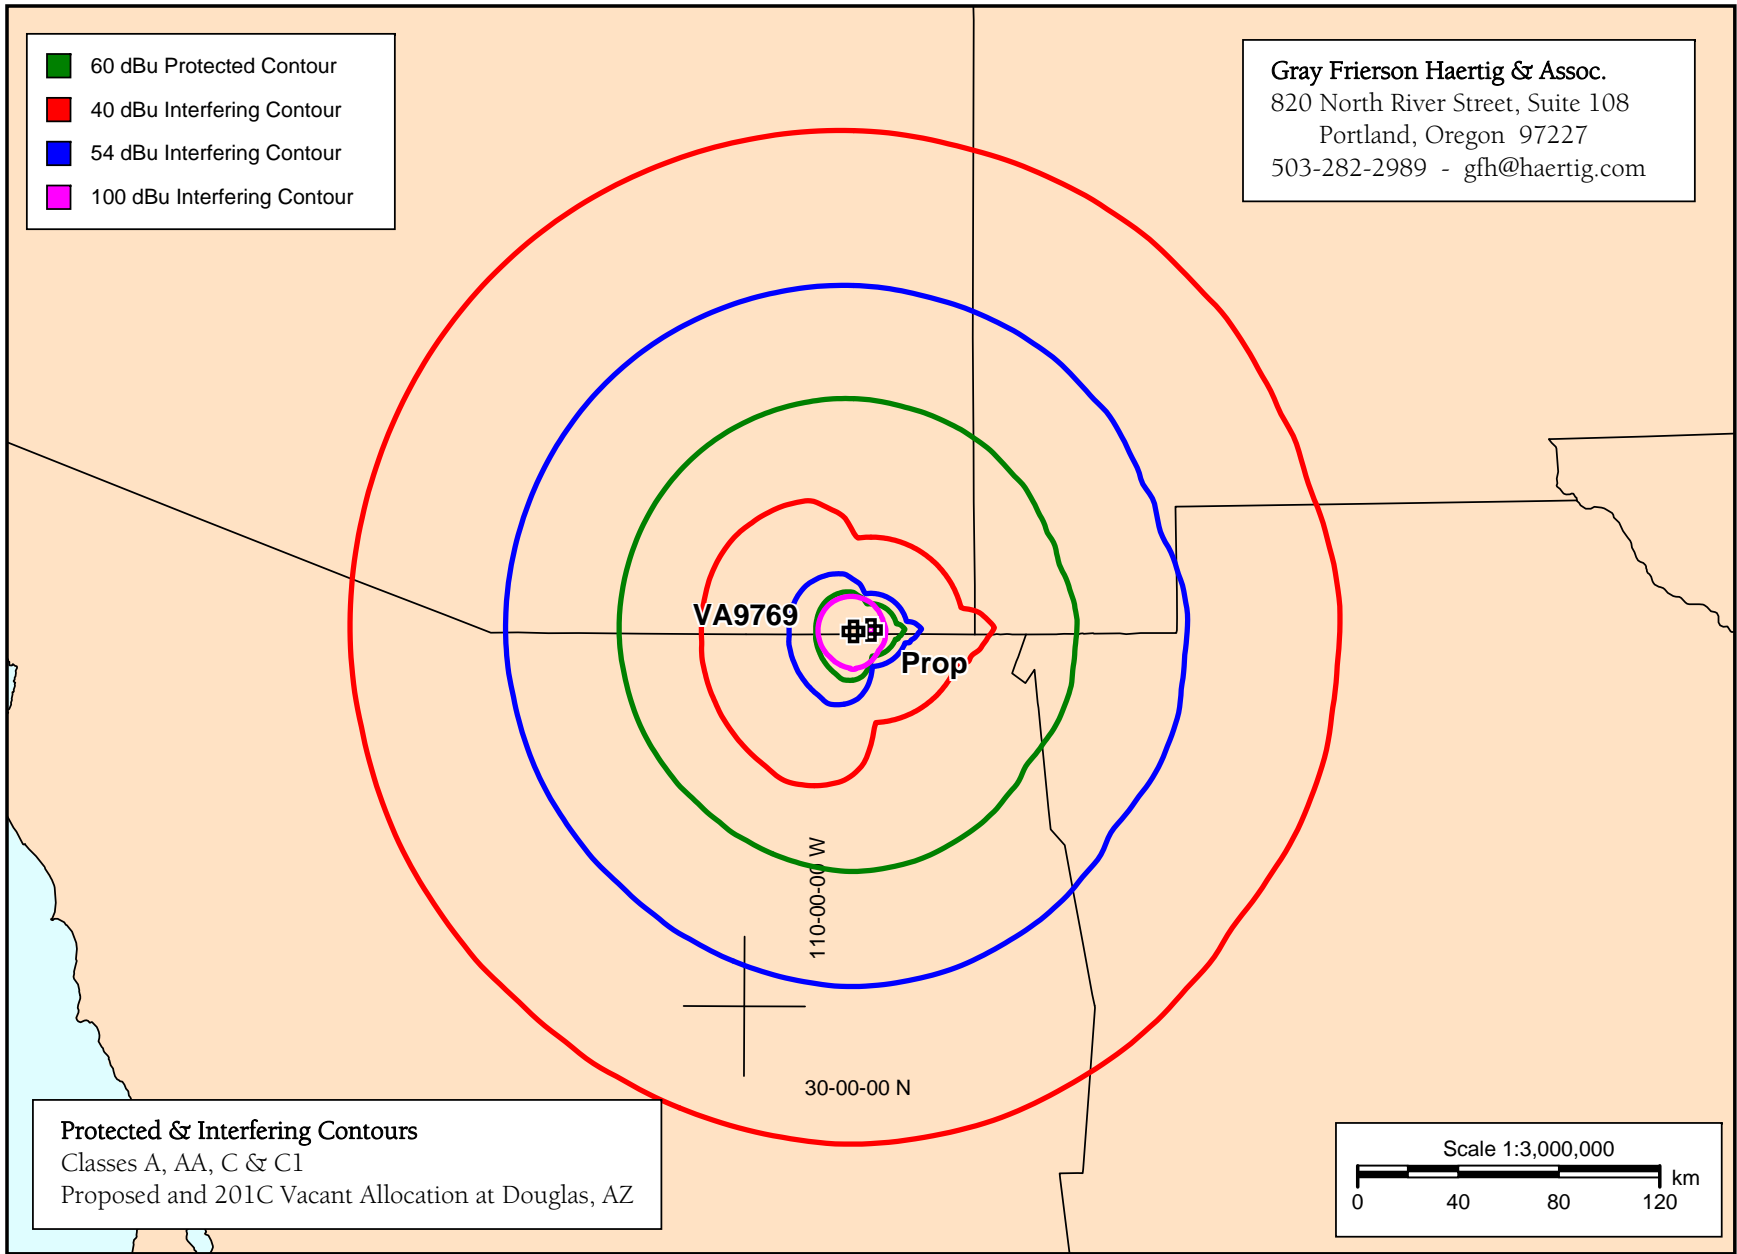 60 dBu Protected Contour
40 dBu Interfering Contour
54 dBu Interfering Contour
100 dBu Interfering Contour
Gray Frierson Haertig & Assoc.
820 North River Street, Suite 108
Portland, Oregon 97227
503-282-2989 - gfh@haertig.com
VA9769
Prop
110-00-00 W
30-00-00 N
Protected & Interfering Contours
Classes A, AA, C & C1
Proposed and 201C Vacant Allocation at Douglas, AZ
Scale 1:3,000,000
km
0 40 80 120